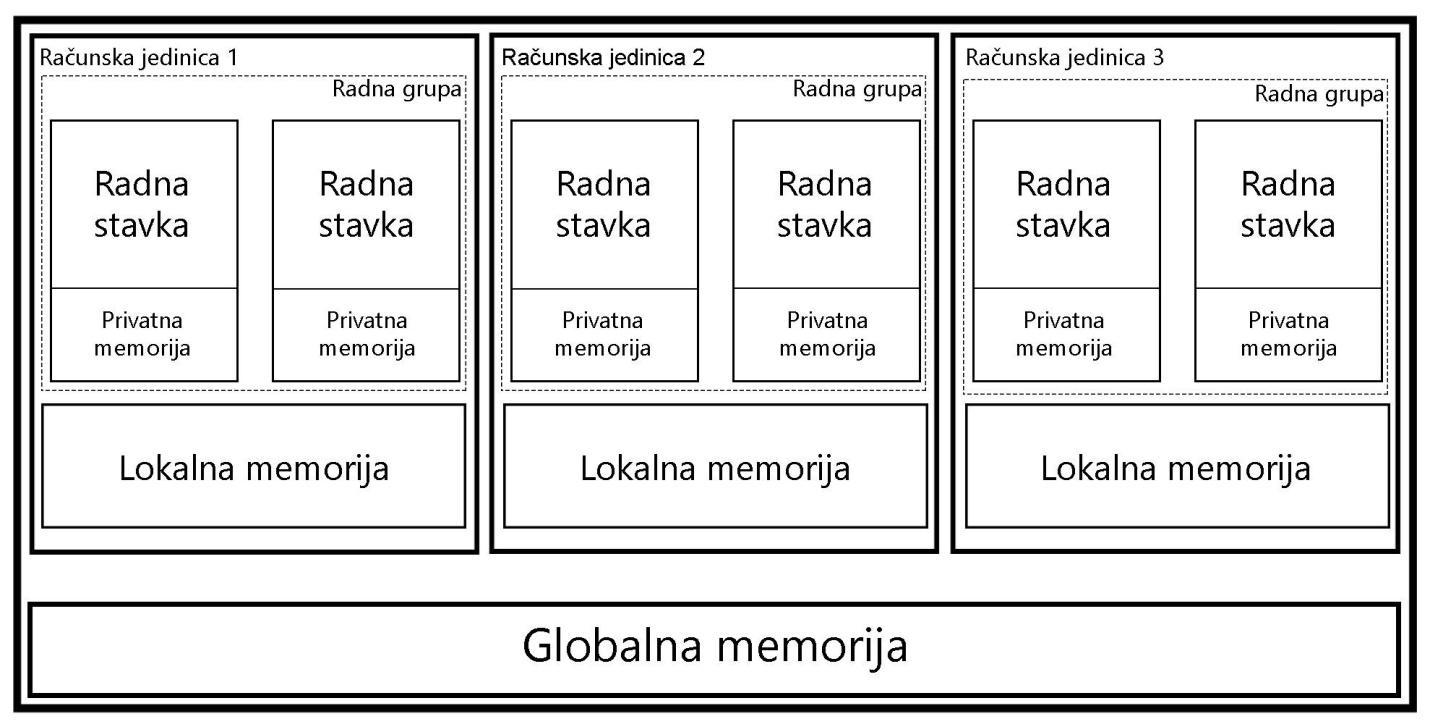 Računska jedinica 1
Radna grupa
Radna
stavka
Privatna
memorija
Radna
stavka
Privatna
memorija
Lokalna memorija
Računska jedinica 2
Radna grupa
Radna
stavka
Privatna
memorija
Radna
stavka
Privatna
memorija
Lokalna memorija
Računska jedinica 3
Radna grupa
Radna
stavka
Privatna
memorija
Radna
stavka
Privatna
memorija
Lokalna memorija
Globalna memorija